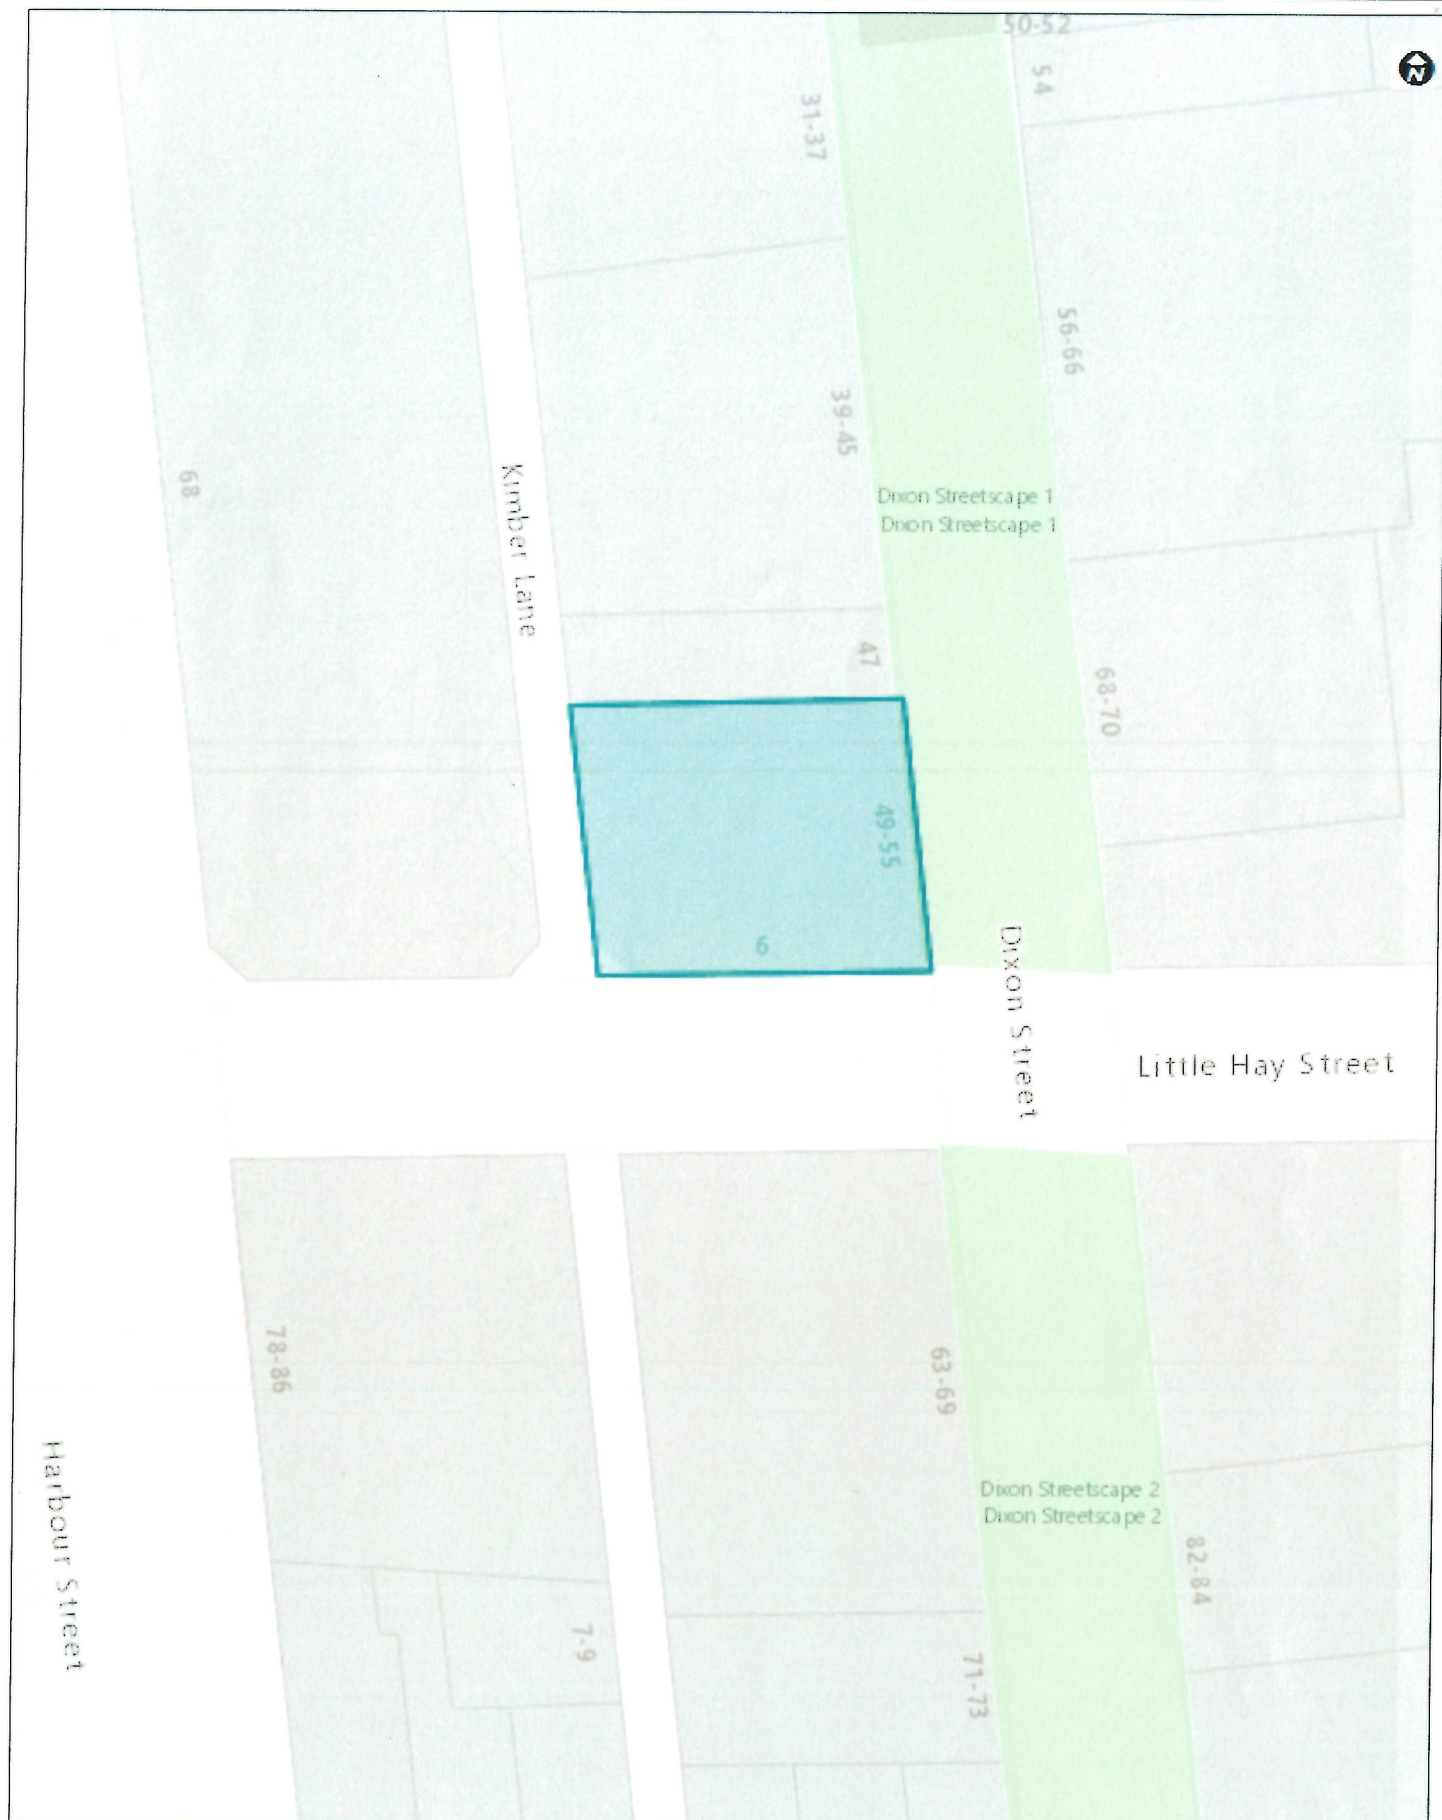 50-52
54
N
31-37
56-66
39-45
68
Kimber Lane
Dixon Streetscape 1
Dixon Streetscape 1
47
68-70
49-55
6
Dixon Street
Little Hay Street
78-86
63-69
Harbour Street
Dixon Streetscape 2
Dixon Streetscape 2
82-84
7-9
71-73